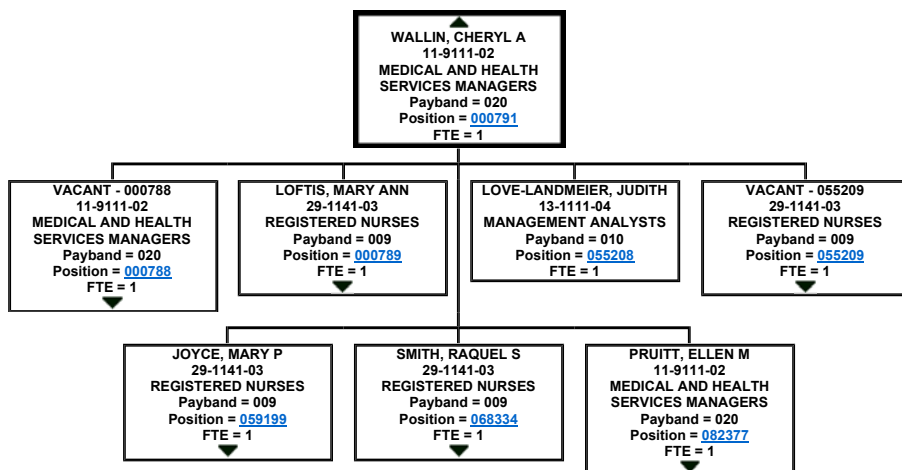 WALLIN, CHERYL A
11-9111-02
MEDICAL AND HEALTH
SERVICES MANAGERS
Payband = 020
Position = 000791
FTE = 1
VACANT - 000788
11-9111-02
MEDICAL AND HEALTH
SERVICES MANAGERS
Payband = 020
Position = 000788
FTE = 1
LOFTIS, MARY ANN
29-1141-03
REGISTERED NURSES
Payband = 009
Position = 000789
FTE = 1
LOVE-LANDMEIER, JUDITH
13-1111-04
MANAGEMENT ANALYSTS
Payband = 010
Position = 055208
FTE = 1
VACANT - 055209
29-1141-03
REGISTERED NURSES
Payband = 009
Position = 055209
FTE = 1
JOYCE, MARY P
29-1141-03
REGISTERED NURSES
Payband = 009
Position = 059199
FTE = 1
SMITH, RAQUEL S
29-1141-03
REGISTERED NURSES
Payband = 009
Position = 068334
FTE = 1
PRUITT, ELLEN M
11-9111-02
MEDICAL AND HEALTH
SERVICES MANAGERS
Payband = 020
Position = 082377
FTE = 1